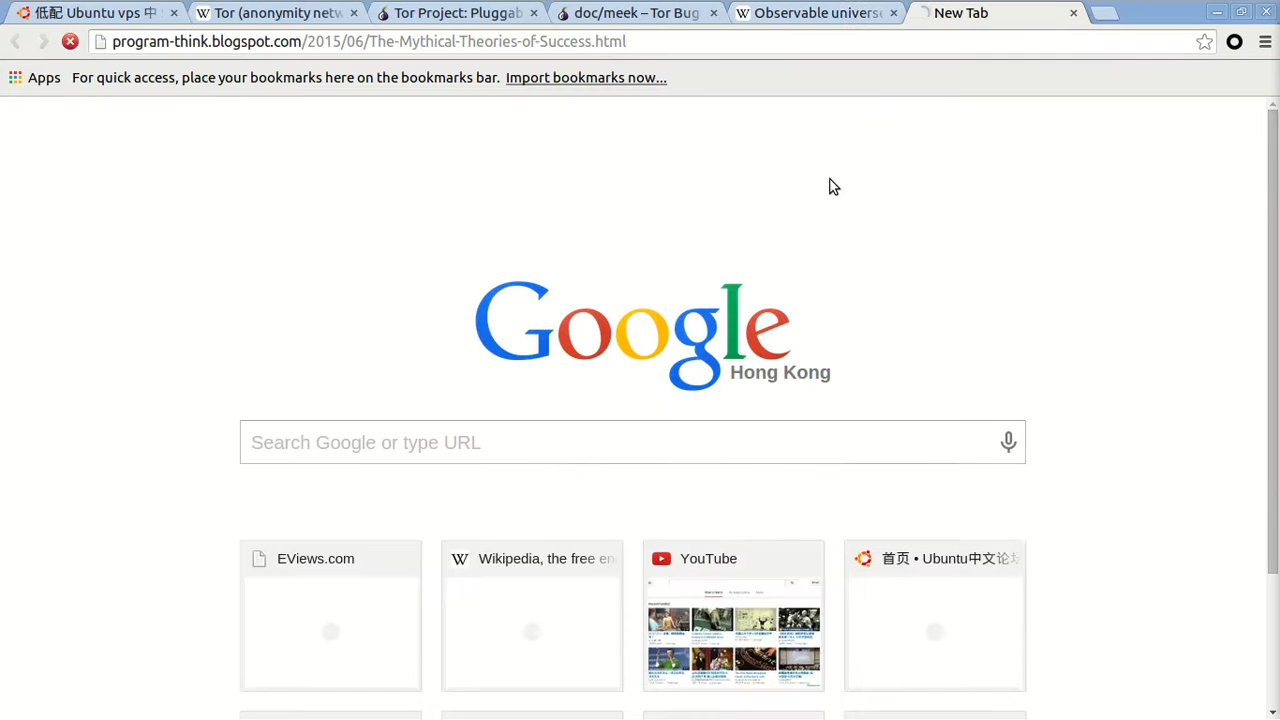 低配 Ubuntu vps 中
Tor (anonymity netw
Tor Project: Pluggab
doc/meek – Tor Bug
Observable universe
New Tab
program-think.blogspot.com/2015/06/The-Mythical-Theories-of-Success.html
Apps For quick access, place your bookmarks here on the bookmarks bar. Import bookmarks now...
Google
Hong Kong
Search Google or type URL
EViews.com
Wikipedia, the free en
YouTube
首页 • Ubuntu中文论坛